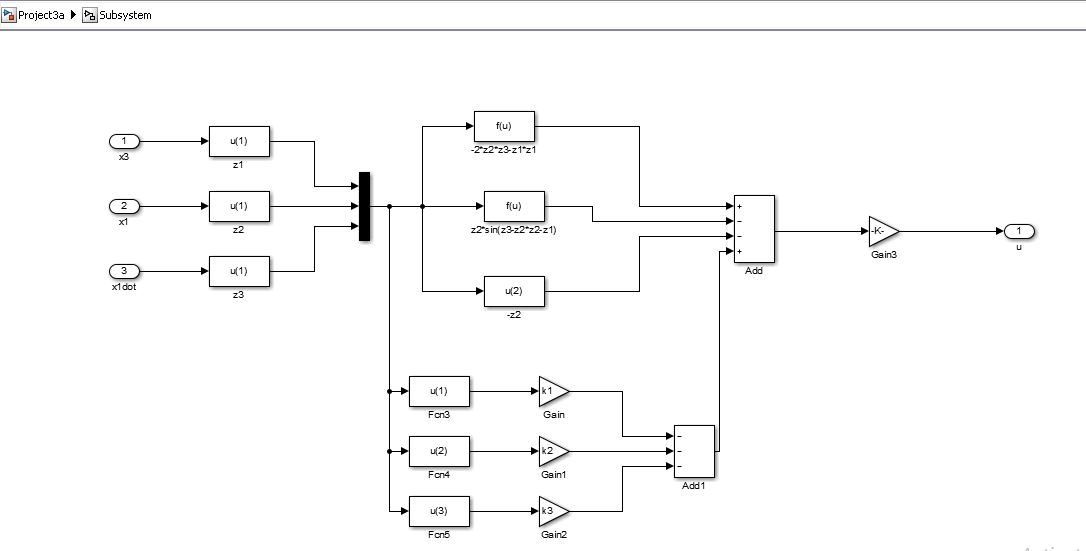 Project3a Subsystem
1
x3
u(1)
z1
2
x1
u(1)
z2
3
x1dot
u(1)
z3
f(u)
-2*z2*z3-z1*z1
f(u)
z2*sin(z3-z2*z2-z1)
u(2)
-z2
+
-
-
+
Add
-K-
Gain3
1
u
u(1)
Fcn3
k1
Gain
u(2)
Fcn4
k2
Gain1
u(3)
Fcn5
k3
Gain2
-
-
-
Add1